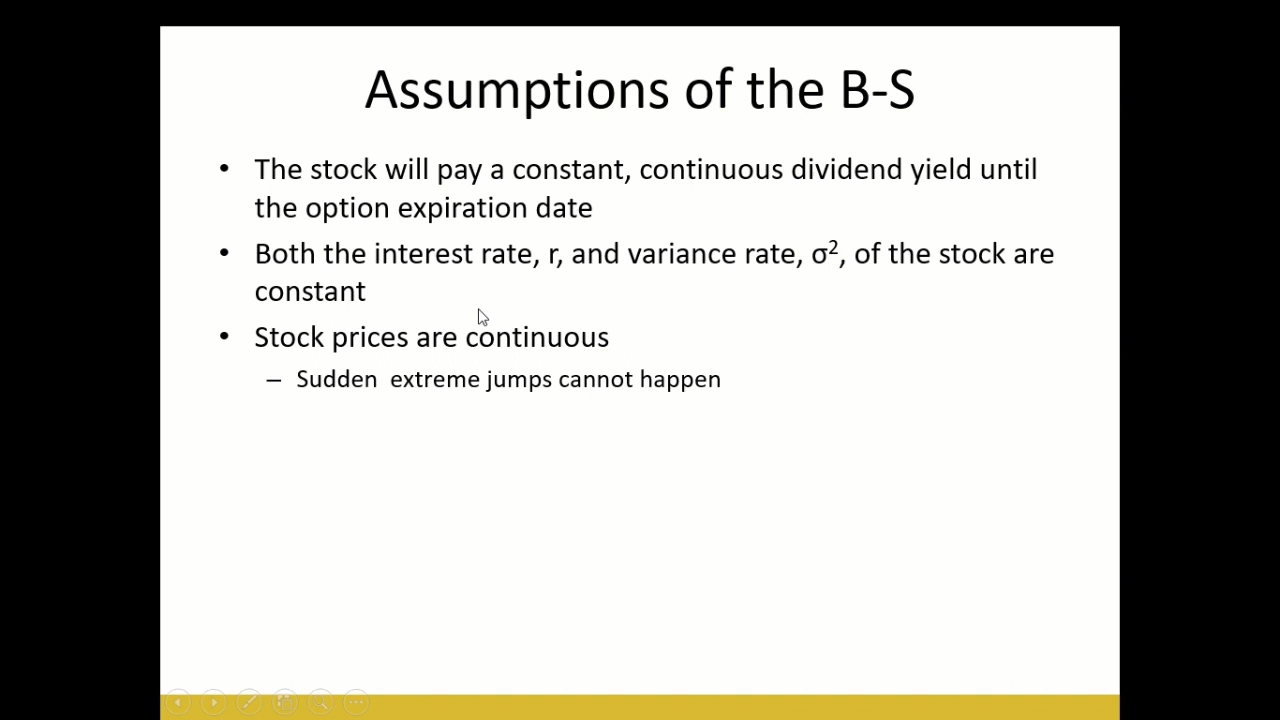 Assumptions of the B-S
• The stock will pay a constant, continuous dividend yield until
the option expiration date
• Both the interest rate, r, and variance rate, σ², of the stock are
constant
• Stock prices are continuous
– Sudden  extreme jumps cannot happen